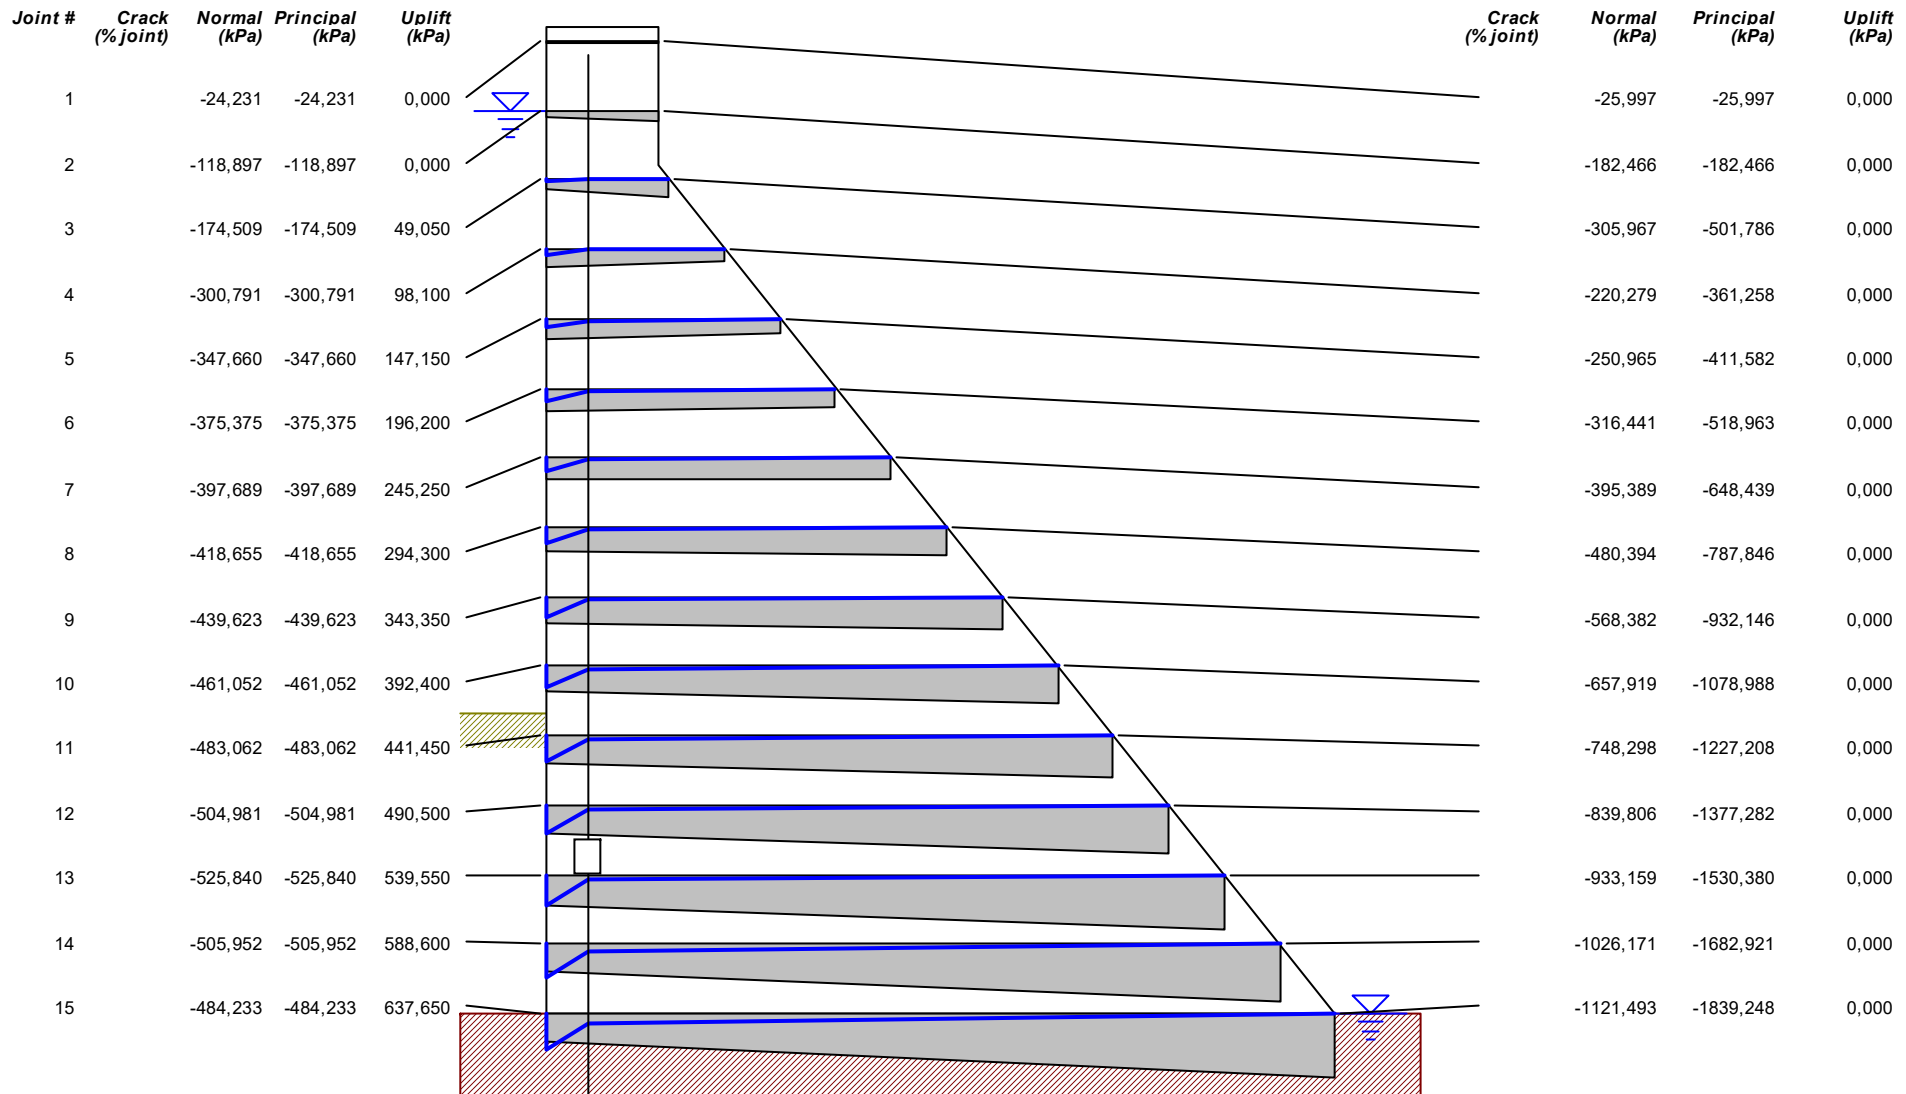 Joint # Crack Normal Principal Uplift Crack Normal Principal Uplift
(% joint) (kPa) (kPa) (kPa) (% joint) (kPa) (kPa) (kPa)
1 -24,231 -24,231 0,000 -25,997 -25,997 0,000
2 -118,897 -118,897 0,000 -182,466 -182,466 0,000
3 -174,509 -174,509 49,050 -305,967 -501,786 0,000
4 -300,791 -300,791 98,100 -220,279 -361,258 0,000
5 -347,660 -347,660 147,150 -250,965 -411,582 0,000
6 -375,375 -375,375 196,200 -316,441 -518,963 0,000
7 -397,689 -397,689 245,250 -395,389 -648,439 0,000
8 -418,655 -418,655 294,300 -480,394 -787,846 0,000
9 -439,623 -439,623 343,350 -568,382 -932,146 0,000
10 -461,052 -461,052 392,400 -657,919 -1078,988 0,000
11 -483,062 -483,062 441,450 -748,298 -1227,208 0,000
12 -504,981 -504,981 490,500 -839,806 -1377,282 0,000
13 -525,840 -525,840 539,550 -933,159 -1530,380 0,000
14 -505,952 -505,952 588,600 -1026,171 -1682,921 0,000
15 -484,233 -484,233 637,650 -1121,493 -1839,248 0,000